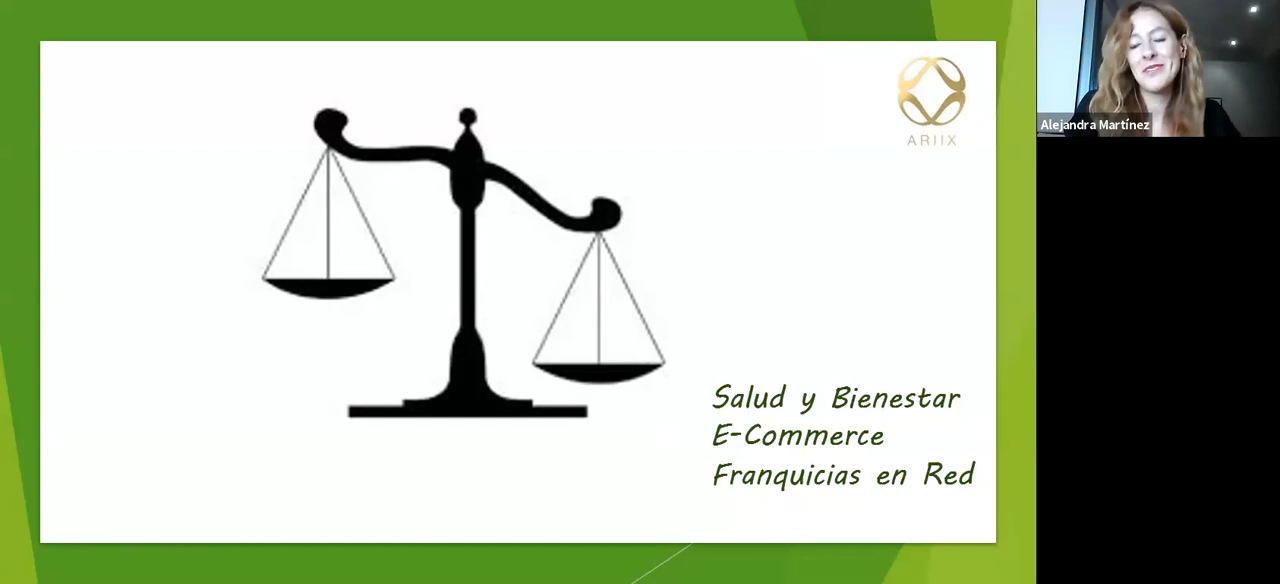 ARIIX
Alejandra Martínez
Salud y Bienestar
E-Commerce
Franquicias en Red